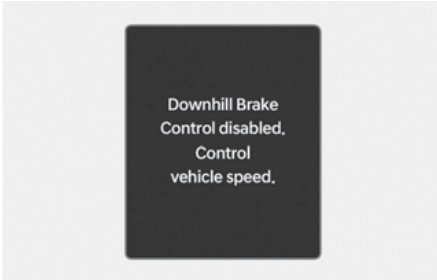 Downhill Brake
Control disabled.
Control
vehicle speed.